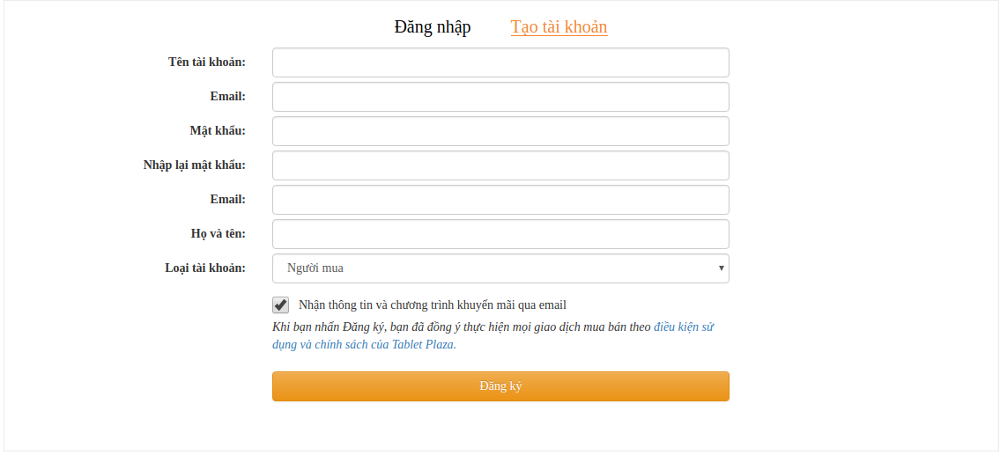 Đăng nhập Tạo tài khoản
Tên tài khoản:
Email:
Mật khẩu:
Nhập lại mật khẩu:
Email:
Họ và tên:
Loại tài khoản: Người mua
Nhận thông tin và chương trình khuyến mãi qua email
Khi bạn nhấn Đăng ký, bạn đã đồng ý thực hiện mọi giao dịch mua bán theo điều kiện sử
dụng và chính sách của Tablet Plaza.
Đăng ký